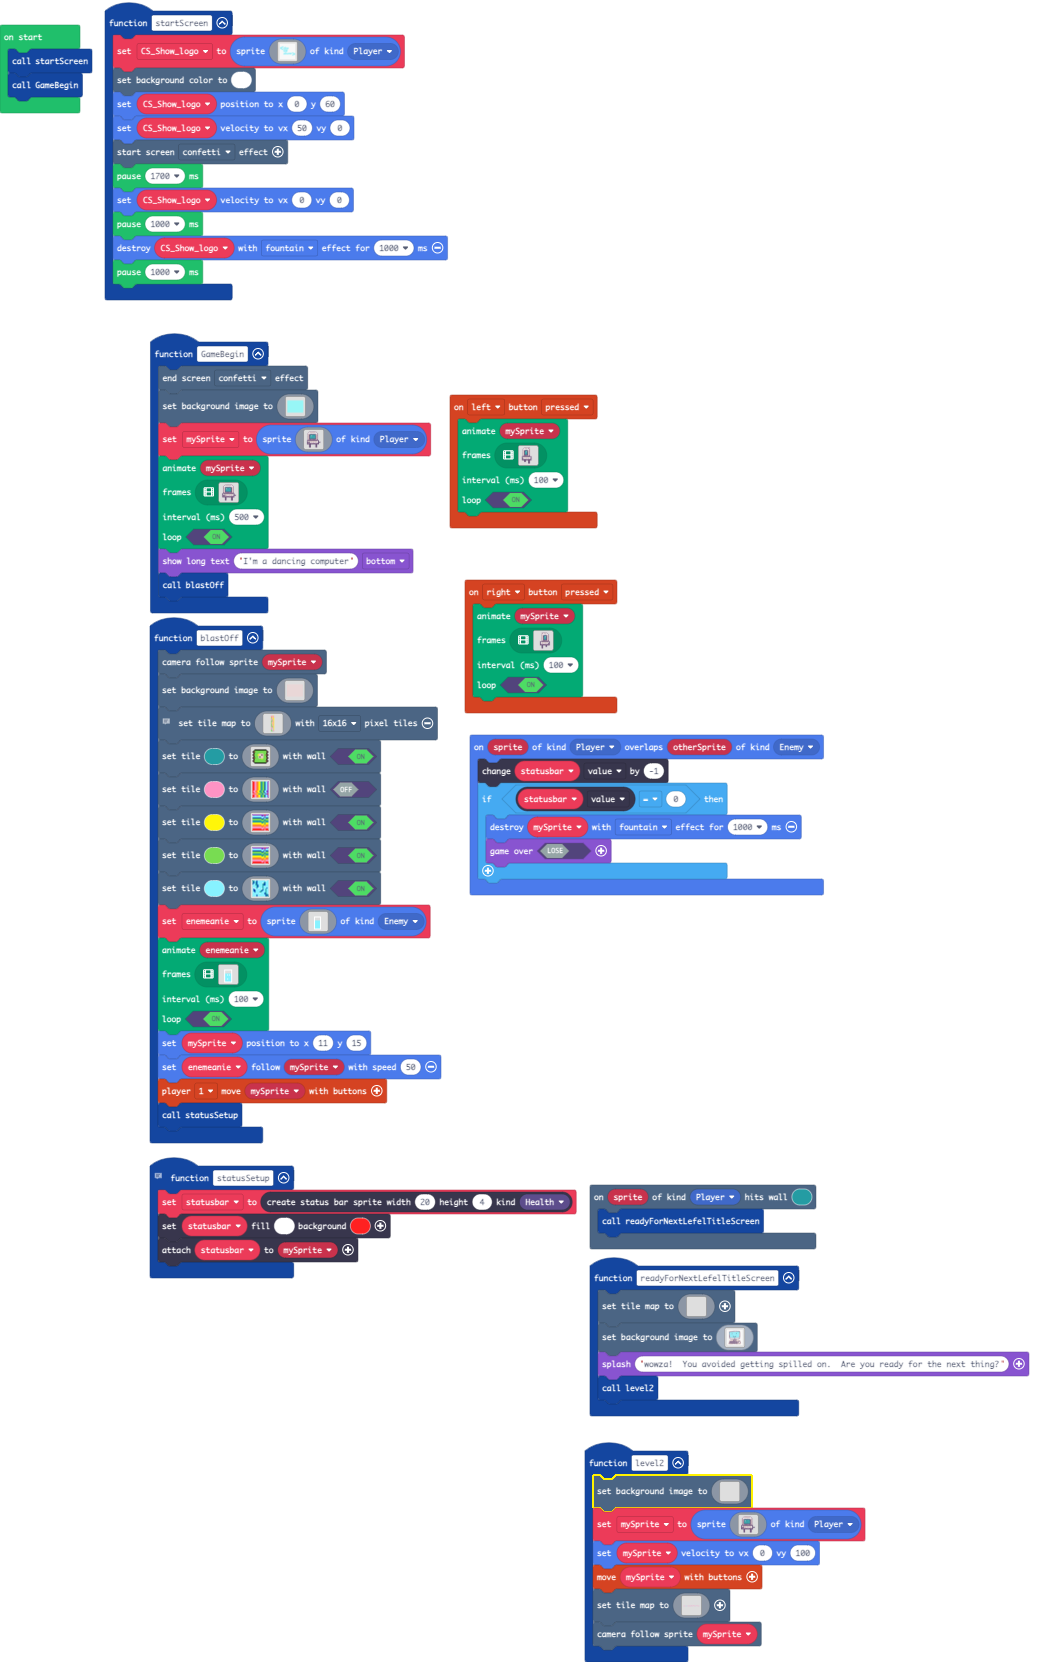 on start
call startScreen
call GameBegin
function startScreen
set CS_Show_logo to sprite of kind Player
set background color to
set CS_Show_logo position to x 0 y 60
set CS_Show_logo velocity to vx 50 vy 0
start screen confetti effect
pause 1700 ms
set CS_Show_logo velocity to vx 0 vy 0
pause 1000 ms
destroy CS_Show_logo with fountain effect for 1000 ms
pause 1000 ms
function GameBegin
end screen confetti effect
set background image to
set mySprite to sprite of kind Player
animate mySprite
frames
interval (ms) 500
loop ON
show long text "I'm a dancing computer" bottom
call blastOff
on left button pressed
animate mySprite
frames
interval (ms) 100
loop ON
on right button pressed
animate mySprite
frames
interval (ms) 100
loop ON
function blastOff
camera follow sprite mySprite
set background image to
set tile map to with 16x16 pixel tiles
set tile to with wall ON
set tile to with wall OFF
set tile to with wall ON
set tile to with wall ON
set tile to with wall ON
set enemeanie to sprite of kind Enemy
animate enemeanie
frames
interval (ms) 100
loop ON
set mySprite position to x 11 y 15
set enemeanie follow mySprite with speed 50
player 1 move mySprite with buttons
call statusSetup
on sprite of kind Player overlaps otherSprite of kind Enemy
change statusbar value by -1
if statusbar value = 0 then
destroy mySprite with fountain effect for 1000 ms
game over LOSE
function statusSetup
set statusbar to create status bar sprite width 20 height 4 kind Health
set statusbar fill background
attach statusbar to mySprite
on sprite of kind Player hits wall
call readyForNextLefelTitleScreen
function readyForNextLefelTitleScreen
set tile map to
set background image to
splash "wowza! You avoided getting spilled on. Are you ready for the next thing?"
call level2
function level2
set background image to
set mySprite to sprite of kind Player
set mySprite velocity to vx 0 vy 100
move mySprite with buttons
set tile map to
camera follow sprite mySprite